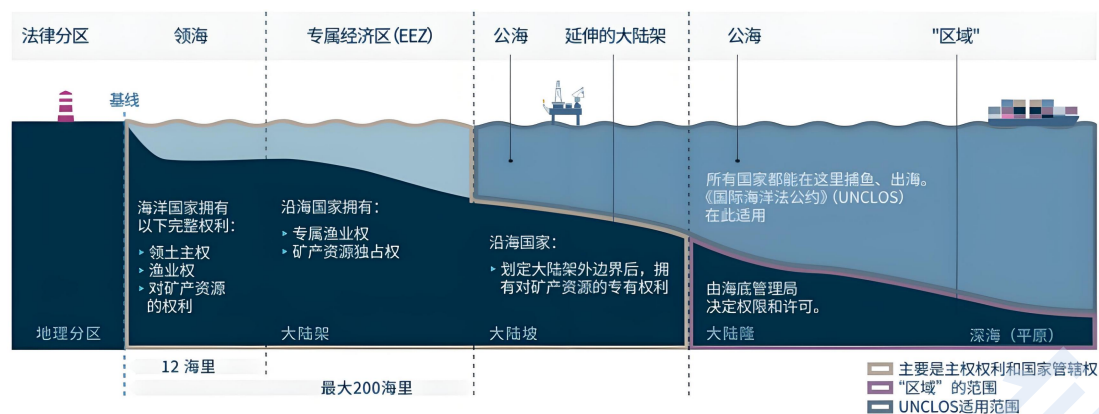 法律分区
领海
专属经济区(EEZ)
公海
延伸的大陆架
公海
"区域"
基线
所有国家都能在这里捕鱼、出海。
《国际海洋法公约》(UNCLOS)
在此适用
海洋国家拥有
以下完整权利：
领土主权
渔业权
对矿产资源
的权利
沿海国家拥有：
专属渔业权
矿产资源独占权
沿海国家：
划定大陆架外边界后，拥
有对矿产资源的专有权利
由海底管理局
决定权限和许可。
地理分区
大陆架
大陆坡
大陆隆
深海（平原）
12 海里
最大200海里
主要是主权权利和国家管辖权
“区域”的范围
UNCLOS适用范围